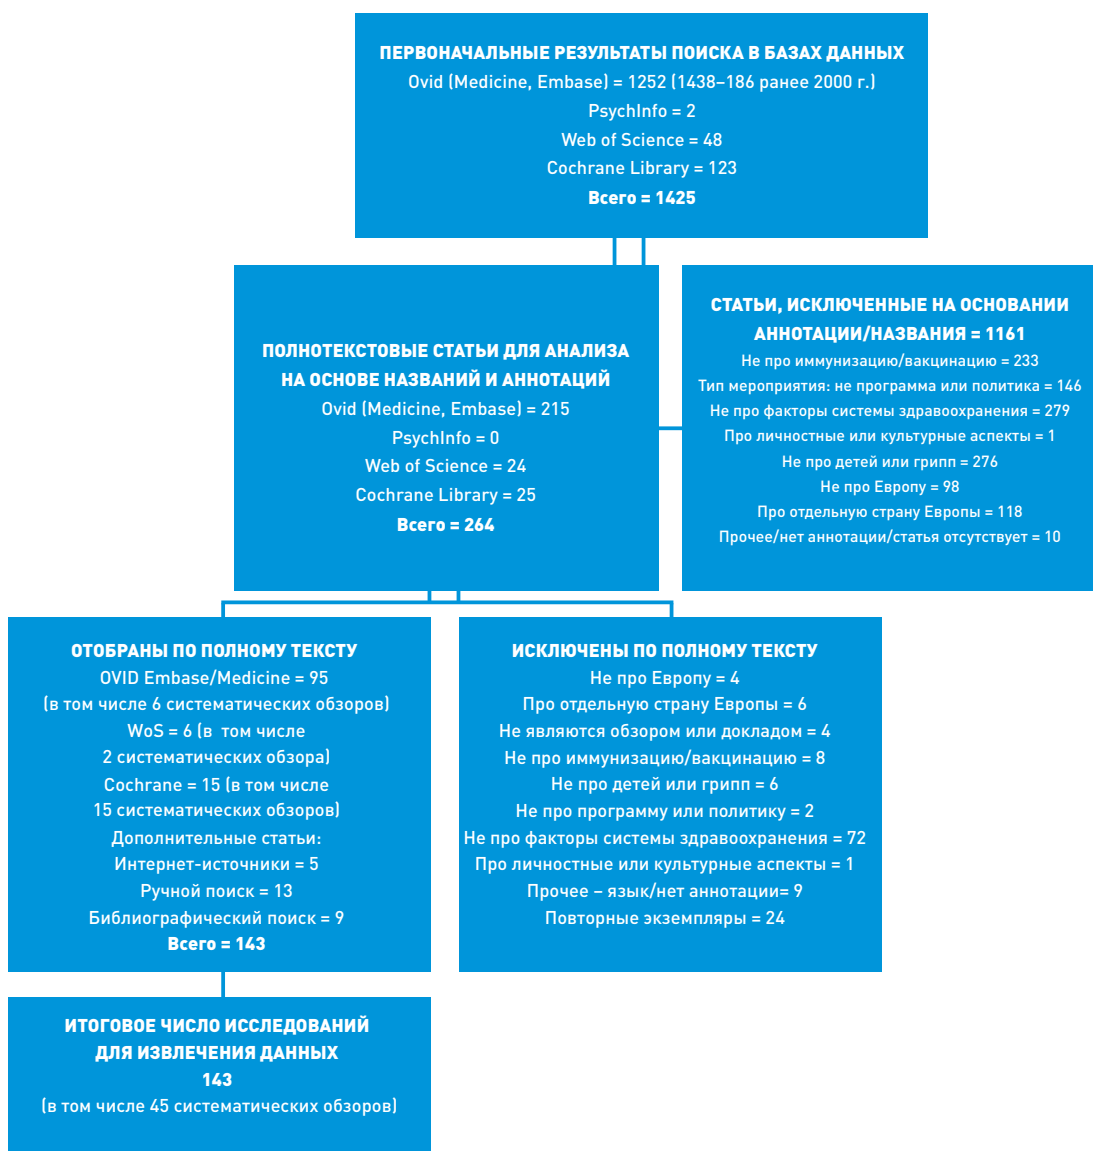 ПЕРВОНАЧАЛЬНЫЕ РЕЗУЛЬТАТЫ ПОИСКА В БАЗАХ ДАННЫХ
Ovid (Medicine, Embase) = 1252 (1438–186 ранее 2000 г.)
PsychInfo = 2
Web of Science = 48
Cochrane Library = 123
Всего = 1425
ПОЛНОТЕКСТОВЫЕ СТАТЬИ ДЛЯ АНАЛИЗА
НА ОСНОВЕ НАЗВАНИЙ И АННОТАЦИЙ
Ovid (Medicine, Embase) = 215
PsychInfo = 0
Web of Science = 24
Cochrane Library = 25
Всего = 264
СТАТЬИ, ИСКЛЮЧЕННЫЕ НА ОСНОВАНИИ
АННОТАЦИИ/НАЗВАНИЯ = 1161
Не про иммунизацию/вакцинацию = 233
Тип мероприятия: не программа или политика = 146
Не про факторы системы здравоохранения = 279
Про личностные или культурные аспекты = 1
Не про детей или грипп = 276
Не про Европу = 98
Про отдельную страну Европы = 118
Прочее/нет аннотации/статья отсутствует = 10
ОТОБРАНЫ ПО ПОЛНОМУ ТЕКСТУ
OVID Embase/Medicine = 95
(в том числе 6 систематических обзоров)
WoS = 6 (в том числе
2 систематических обзора)
Cochrane = 15 (в том числе
15 систематических обзоров)
Дополнительные статьи:
Интернет-источники = 5
Ручной поиск = 13
Библиографический поиск = 9
Всего = 143
ИСКЛЮЧЕНЫ ПО ПОЛНОМУ ТЕКСТУ
Не про Европу = 4
Про отдельную страну Европы = 6
Не являются обзором или докладом = 4
Не про иммунизацию/вакцинацию = 8
Не про детей или грипп = 6
Не про программу или политику = 2
Не про факторы системы здравоохранения = 72
Про личностные или культурные аспекты = 1
Прочее – язык/нет аннотации= 9
Повторные экземпляры = 24
ИТОГОВОЕ ЧИСЛО ИССЛЕДОВАНИЙ
ДЛЯ ИЗВЛЕЧЕНИЯ ДАННЫХ
143
(в том числе 45 систематических обзоров)